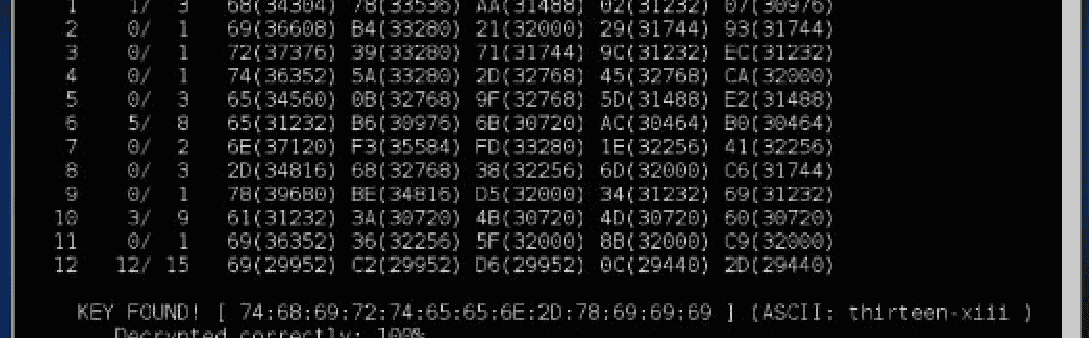 1 1/ 3 68(34304) 78(33536) AA(31488) 02(31232) 07(30976)
2 0/ 1 69(36608) B4(33280) 21(32000) 29(31744) 93(31744)
3 0/ 1 72(37376) 39(33280) 71(31744) 9C(31232) EC(31232)
4 0/ 1 74(36352) 5A(33280) 2D(32768) 45(32768) CA(32000)
5 0/ 3 65(34560) 0B(32768) 9F(32768) 5D(31488) E2(31488)
6 5/ 8 65(31232) B6(30976) 6B(30720) AC(30464) B0(30464)
7 0/ 2 6E(37120) F3(35584) FD(33280) 1E(32256) 41(32256)
8 0/ 3 2D(34816) 68(32768) 38(32256) 6D(32000) C6(31744)
9 0/ 1 78(39680) BE(34816) D5(32000) 34(31232) 69(31232)
10 3/ 9 61(31232) 3A(30720) 4B(30720) 4D(30720) 60(30720)
11 0/ 1 69(36352) 36(32256) 5F(32000) 8B(32000) C9(32000)
12 12/ 15 69(29952) C2(29952) D6(29952) 0C(29440) 2D(29440)
KEY FOUND! [ 74:68:69:72:74:65:65:6E:2D:78:69:69:69 ] (ASCII: thirteen-xiii )
Decrypted correctly: 100%